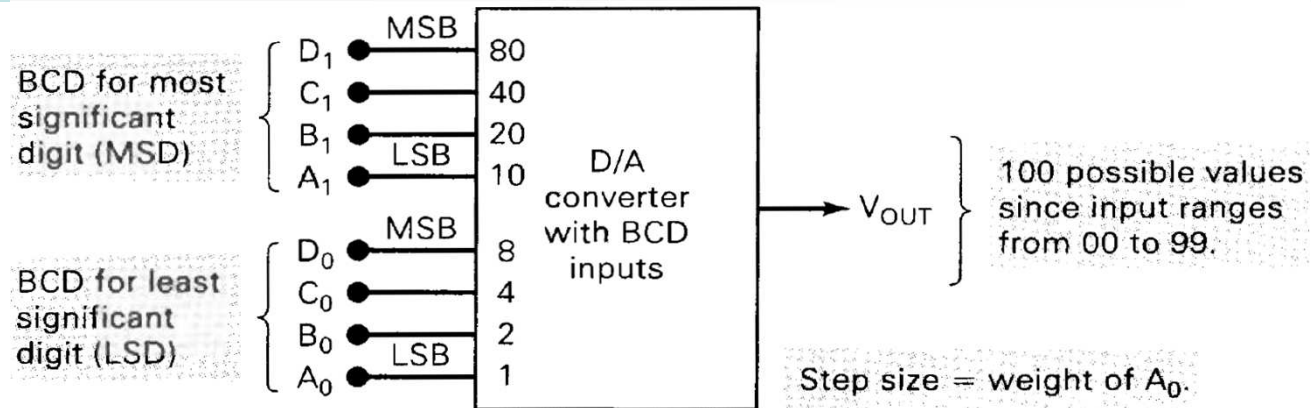 BCD for most
significant
digit (MSD)
D₁ MSB 80
C₁ 40
B₁ 20
A₁ LSB 10
BCD for least
significant
digit (LSD)
D₀ MSB 8
C₀ 4
B₀ 2
A₀ LSB 1
D/A
converter
with BCD
inputs
V_OUT
100 possible values
since input ranges
from 00 to 99.
Step size = weight of A₀.